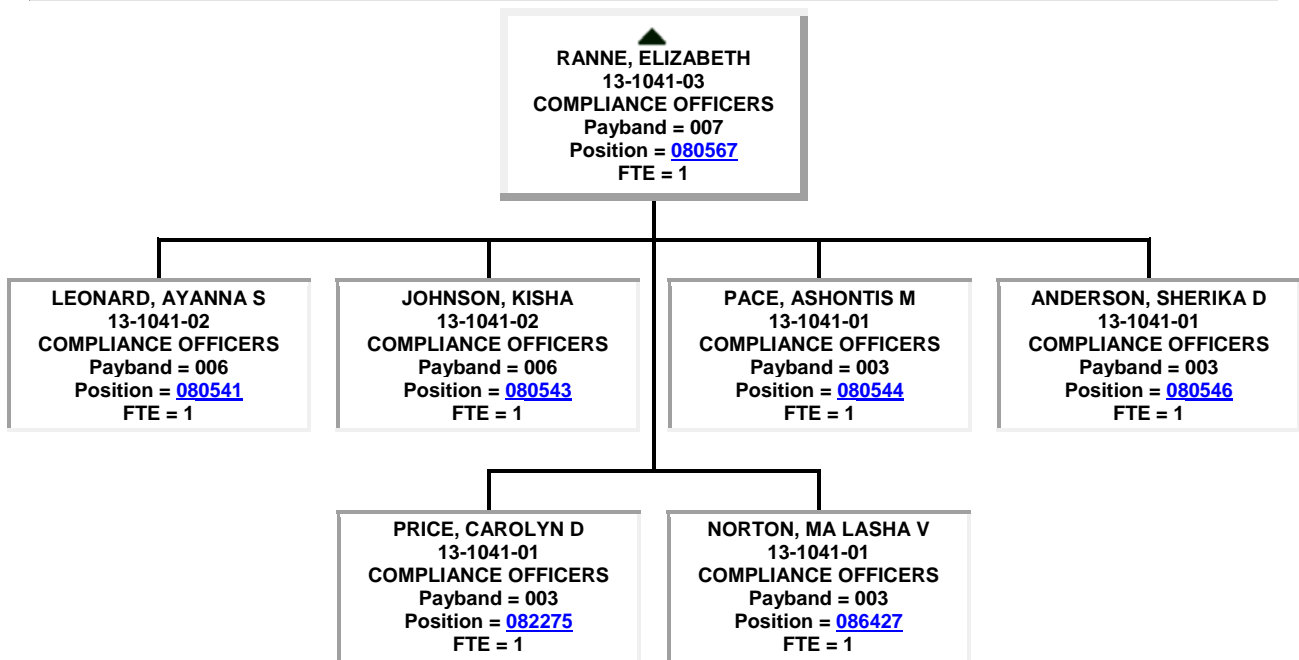 RANNE, ELIZABETH
13-1041-03
COMPLIANCE OFFICERS
Payband = 007
Position = 080567
FTE = 1
LEONARD, AYANNA S
13-1041-02
COMPLIANCE OFFICERS
Payband = 006
Position = 080541
FTE = 1
JOHNSON, KISHA
13-1041-02
COMPLIANCE OFFICERS
Payband = 006
Position = 080543
FTE = 1
PACE, ASHONTIS M
13-1041-01
COMPLIANCE OFFICERS
Payband = 003
Position = 080544
FTE = 1
ANDERSON, SHERIKA D
13-1041-01
COMPLIANCE OFFICERS
Payband = 003
Position = 080546
FTE = 1
PRICE, CAROLYN D
13-1041-01
COMPLIANCE OFFICERS
Payband = 003
Position = 082275
FTE = 1
NORTON, MA LASHA V
13-1041-01
COMPLIANCE OFFICERS
Payband = 003
Position = 086427
FTE = 1